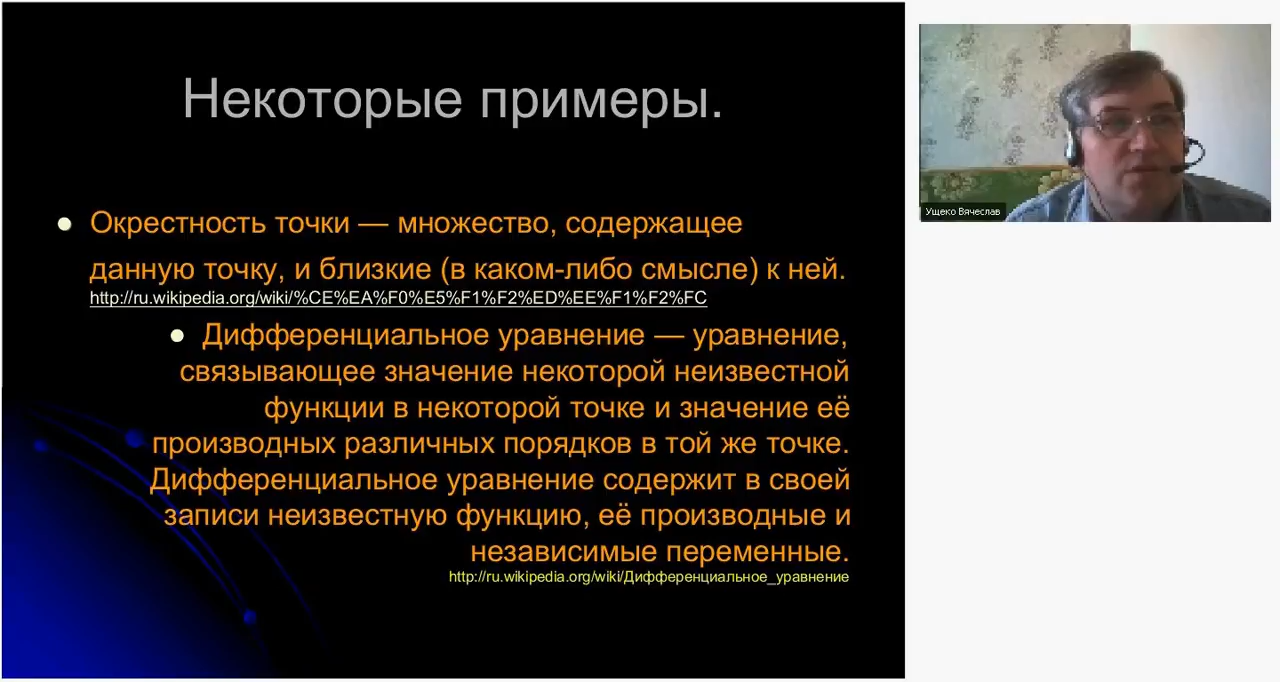 Некоторые примеры.
Окрестность точки — множество, содержащее
данную точку, и близкие (в каком-либо смысле) к ней.
http://ru.wikipedia.org/wiki/%CE%EA%F0%E5%F1%F2%ED%EE%F1%F2%FC
Дифференциальное уравнение — уравнение,
связывающее значение некоторой неизвестной
функции в некоторой точке и значение её
производных различных порядков в той же точке.
Дифференциальное уравнение содержит в своей
записи неизвестную функцию, её производные и
независимые переменные.
http://ru.wikipedia.org/wiki/Дифференциальное_уравнение
Ущеко Вячеслав